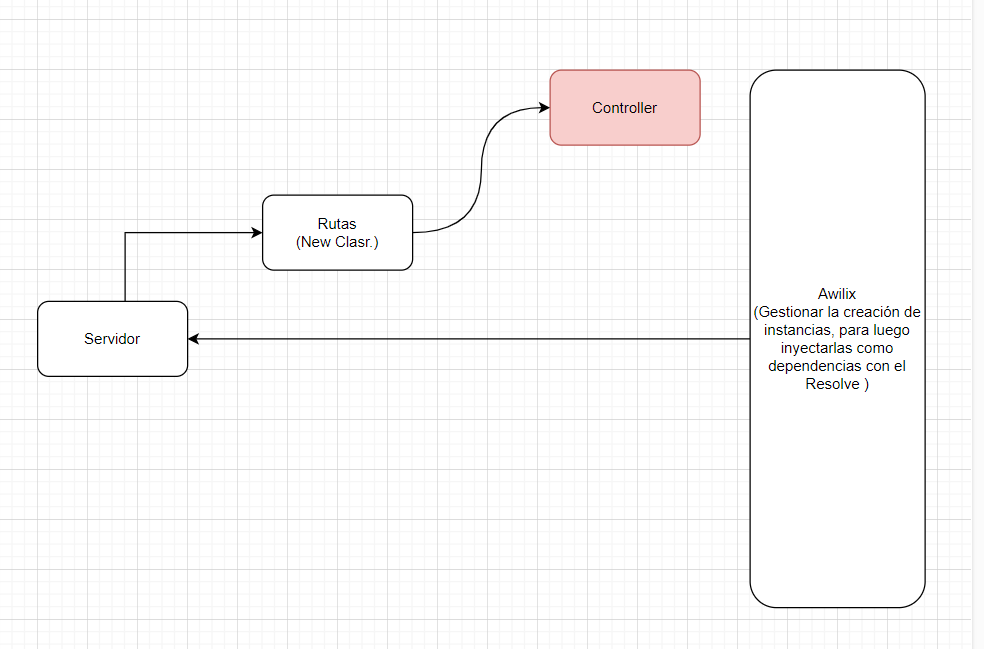 Controller
Rutas
(New Clasr.)
Servidor
Awilix
(Gestionar la creación de
instancias, para luego
inyectarlas como
dependencias con el
Resolve )